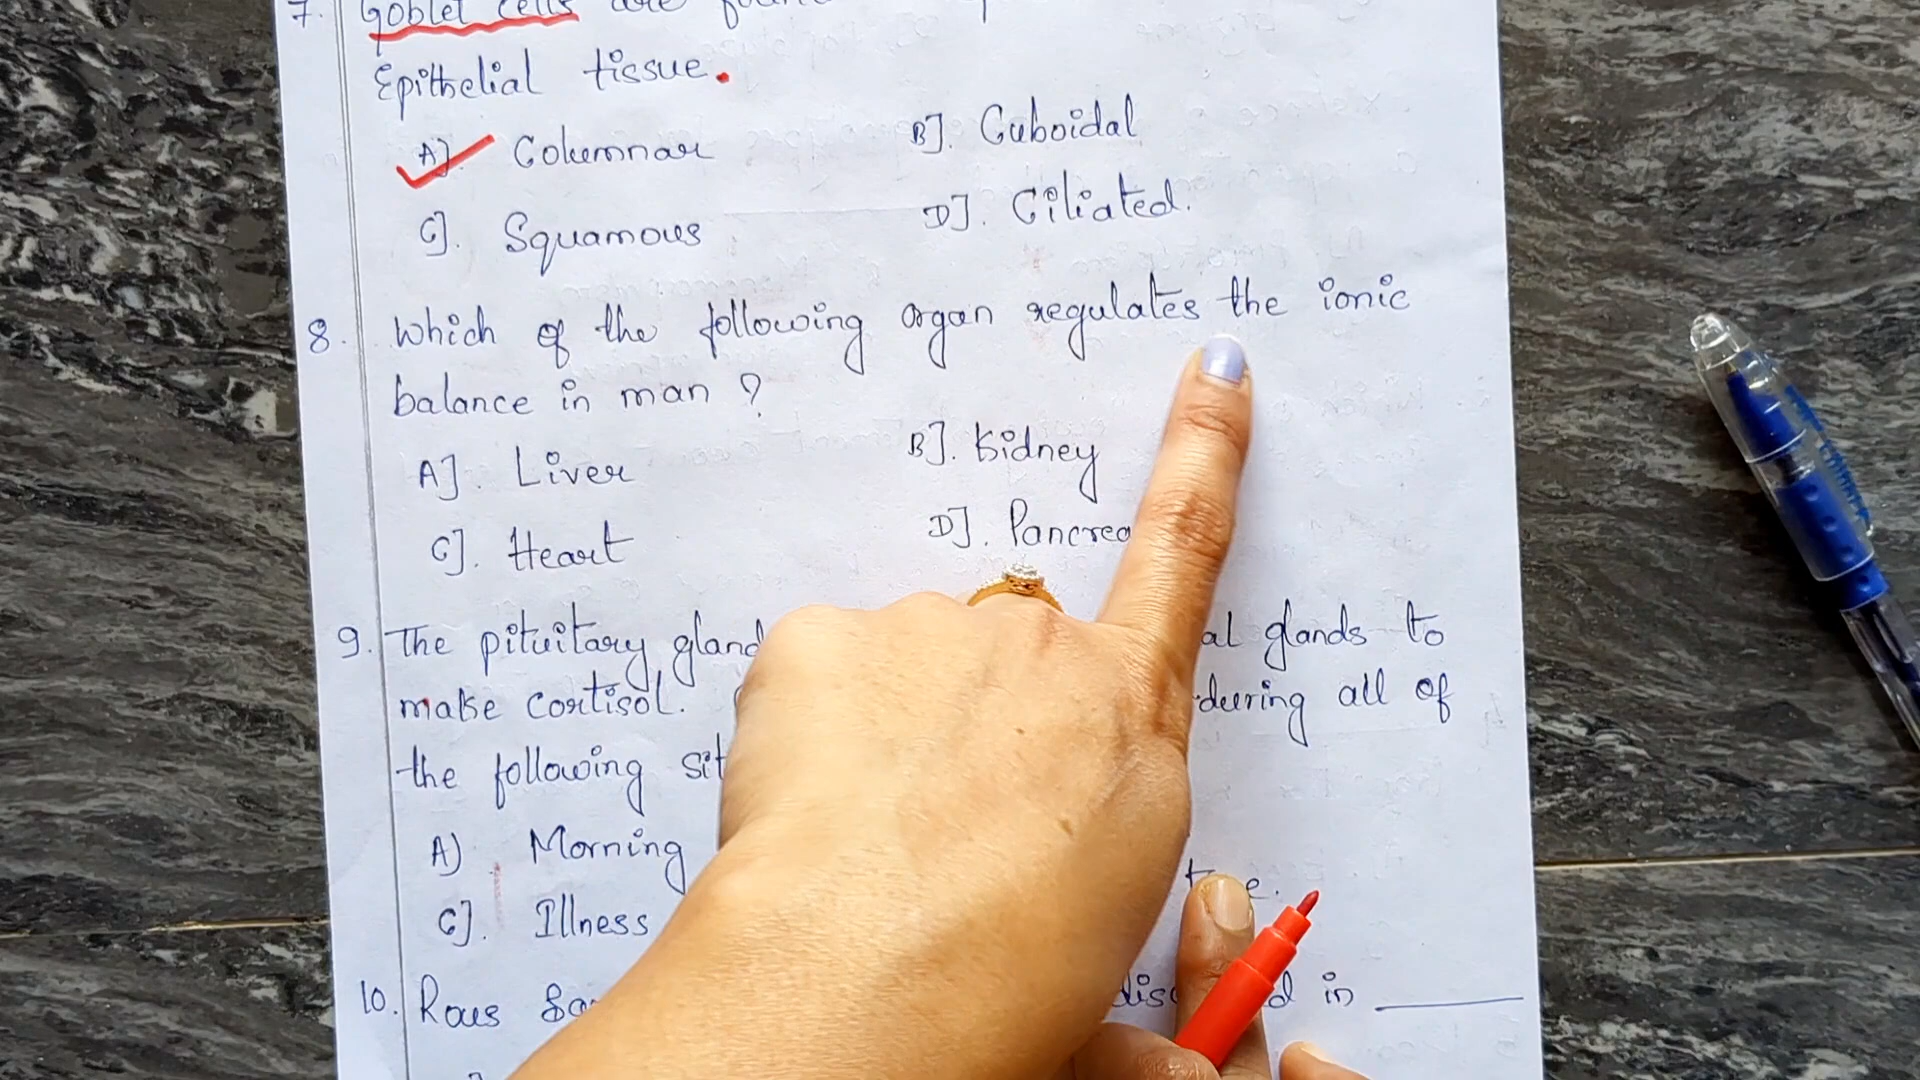 7. Goblet cells are found
Epithelial tissue.
A]. Columnar B]. Cuboidal
C]. Squamous D]. Ciliated.
8. Which of the following organ regulates the ionic
balance in man ?
A]. Liver B]. Kidney
C]. Heart D]. Pancrea
9. The pituitary gland al glands to
make cortisol. all of
the following
A) Morning
C]. Illness
10. Rous in